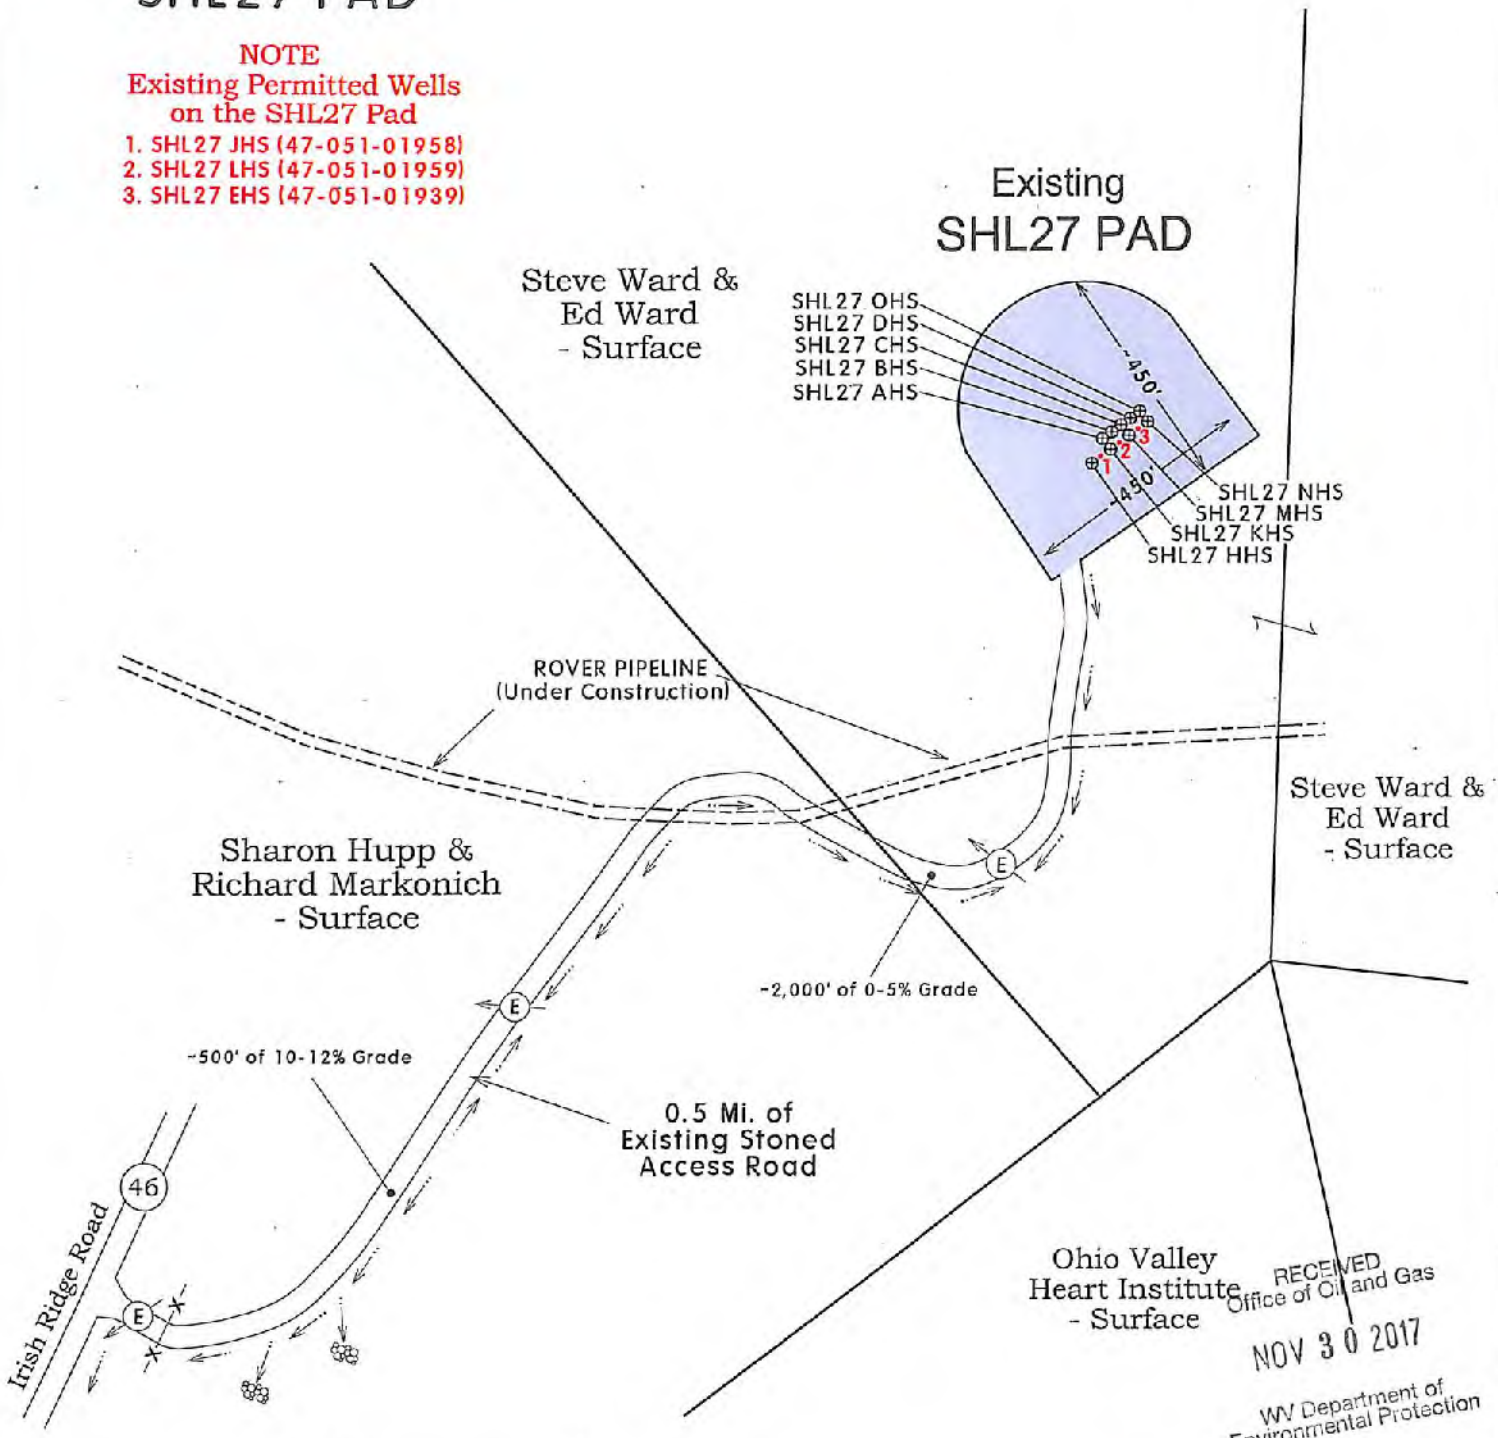 SHL27 PAD
NOTE
Existing Permitted Wells
on the SHL27 Pad
1. SHL27 JHS (47-051-01958)
2. SHL27 LHS (47-051-01959)
3. SHL27 EHS (47-051-01939)
Existing
SHL27 PAD
Steve Ward &
Ed Ward
- Surface
SHL27 OHS
SHL27 DHS
SHL27 CHS
SHL27 BHS
SHL27 AHS
~450'
3
2
1
~450'
SHL27 NHS
SHL27 MHS
SHL27 KHS
SHL27 HHS
ROVER PIPELINE
(Under Construction)
Steve Ward &
Ed Ward
- Surface
Sharon Hupp &
Richard Markonich
- Surface
E
~2,000' of 0-5% Grade
E
~500' of 10-12% Grade
0.5 Mi. of
Existing Stoned
Access Road
46
Irish Ridge Road
E
X
X
Ohio Valley
Heart Institute
- Surface
RECEIVED
Office of Oil and Gas
NOV 30 2017
WV Department of
Environmental Protection